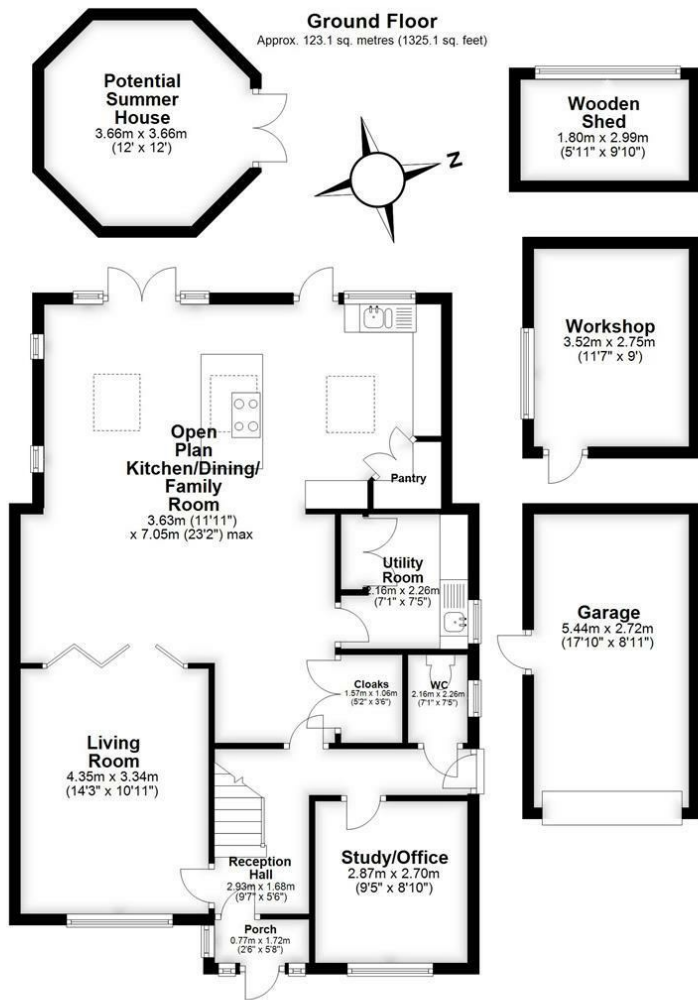 Ground Floor
Approx. 123.1 sq. metres (1325.1 sq. feet)
Potential
Summer
House
3.66m x 3.66m
(12' x 12')
N
Wooden
Shed
1.80m x 2.99m
(5'11" x 9'10")
Workshop
3.52m x 2.75m
(11'7" x 9')
Open
Plan
Kitchen/Dining/
Family
Room
3.63m (11'11")
x 7.05m (23'2") max
Pantry
Utility
Room
2.16m x 2.26m
(7'1" x 7'5")
Garage
5.44m x 2.72m
(17'10" x 8'11")
Cloaks
1.57m x 1.06m
(5'2" x 3'6")
WC
2.16m x 2.26m
(7'1" x 7'5")
Living
Room
4.35m x 3.34m
(14'3" x 10'11")
Study/Office
2.87m x 2.70m
(9'5" x 8'10")
Reception
Hall
2.93m x 1.68m
(9'7" x 5'6")
Porch
0.77m x 1.72m
(2'6" x 5'8")